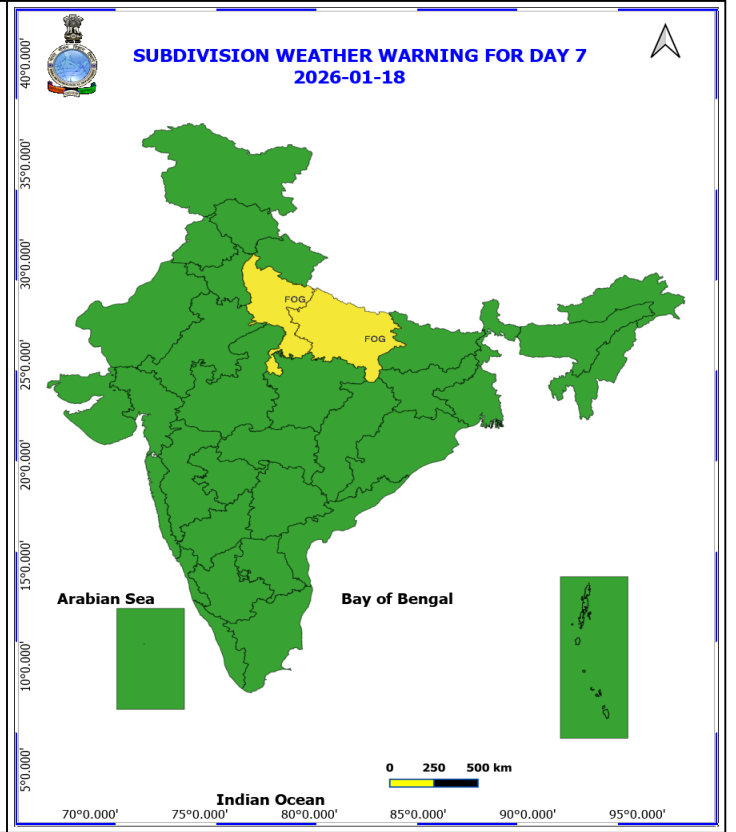 SUBDIVISION WEATHER WARNING FOR DAY 7
2026-01-18
40°0.000'
35°0.000'
30°0.000'
25°0.000'
20°0.000'
15°0.000'
10°0.000'
5°0.000'
FOG
FOG
Arabian Sea
Bay of Bengal
0 250 500 km
Indian Ocean
70°0.000' 75°0.000' 80°0.000' 85°0.000' 90°0.000' 95°0.000'